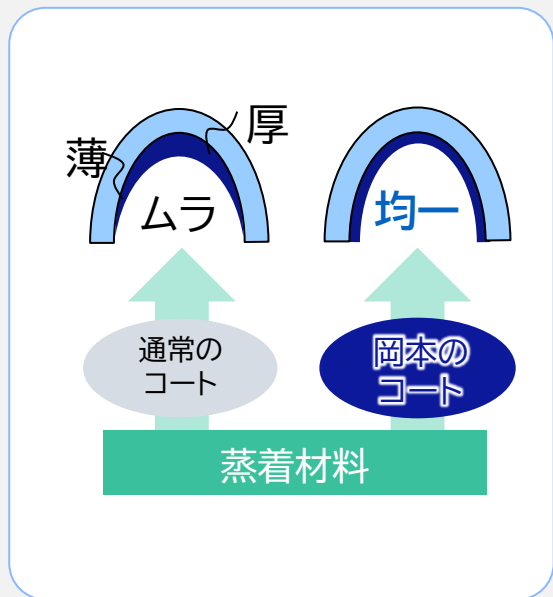 薄
厚
ムラ
均一
通常の
コート
岡本の
コート
蒸着材料